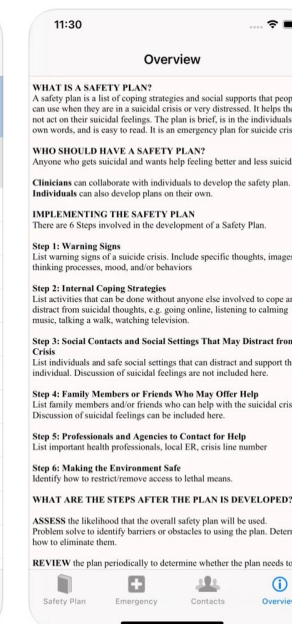 11:30
Overview
WHAT IS A SAFETY PLAN?
A safety plan is a list of coping strategies and social supports that
can use when they are in a suicidal crisis or very distressed. It helps
not act on their suicidal feelings. The plan is brief, is in the individuals
own words, and is easy to read. It is an emergency plan for suicide
WHO SHOULD HAVE A SAFETY PLAN?
Anyone who gets suicidal and wants help feeling better and less
Clinicians can collaborate with individuals to develop the safety plan.
Individuals can also develop plans on their own.
IMPLEMENTING THE SAFETY PLAN
There are 6 Steps involved in the development of a Safety Plan.
Step 1: Warning Signs
List warning signs of a suicide crisis. Include specific thoughts,
thinking processes, mood, and/or behaviors
Step 2: Internal Coping Strategies
List activities that can be done without anyone else involved to cope
distract from suicidal thoughts, e.g. going online, listening to calming
music, talking a walk, watching television.
Step 3: Social Contacts and Social Settings That May Distract
Crisis
List individuals and safe social settings that can distract and support
individual. Discussion of suicidal feelings are not included here.
Step 4: Family Members or Friends Who May Offer Help
List family members and/or friends who can help with the suicidal
Discussion of suicidal feelings can be included here.
Step 5: Professionals and Agencies to Contact for Help
List important health professionals, local ER, crisis line number
Step 6: Making the Environment Safe
Identify how to restrict/remove access to lethal means.
WHAT ARE THE STEPS AFTER THE PLAN IS DEVELOPED?
ASSESS the likelihood that the overall safety plan will be used.
Problem solve to identify barriers or obstacles to using the plan.
how to eliminate them.
REVIEW the plan periodically to determine whether the plan needs to
Safety Plan
Emergency
Contacts